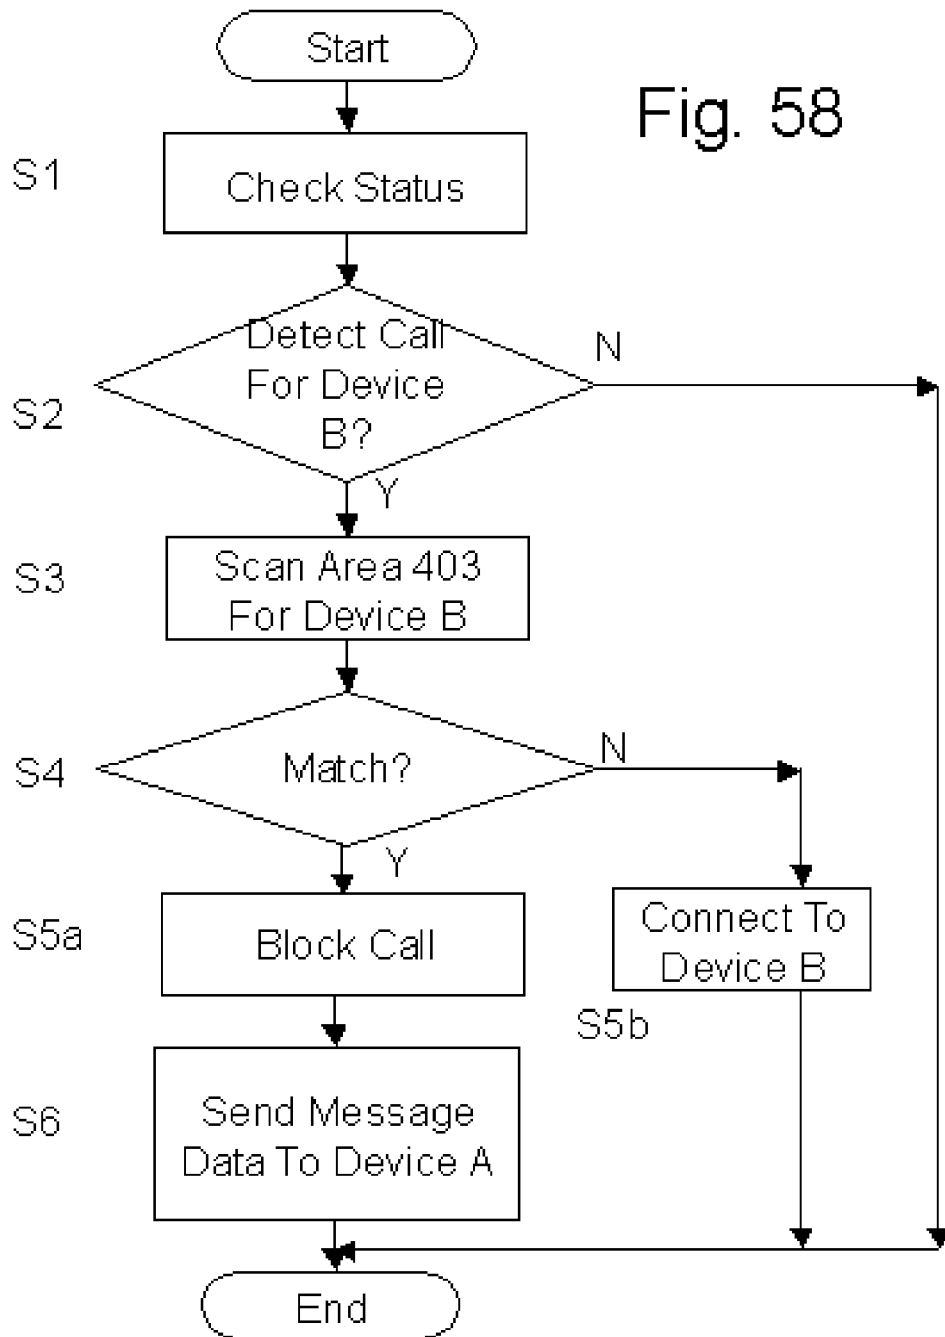 Start
Fig. 58
S1
Check Status
Detect Call
For Device
B?
N
S2
Y
S3
Scan Area 403
For Device B
S4
Match?
N
Y
S5a
Block Call
Connect To
Device B
S5b
S6
Send Message
Data To Device A
End